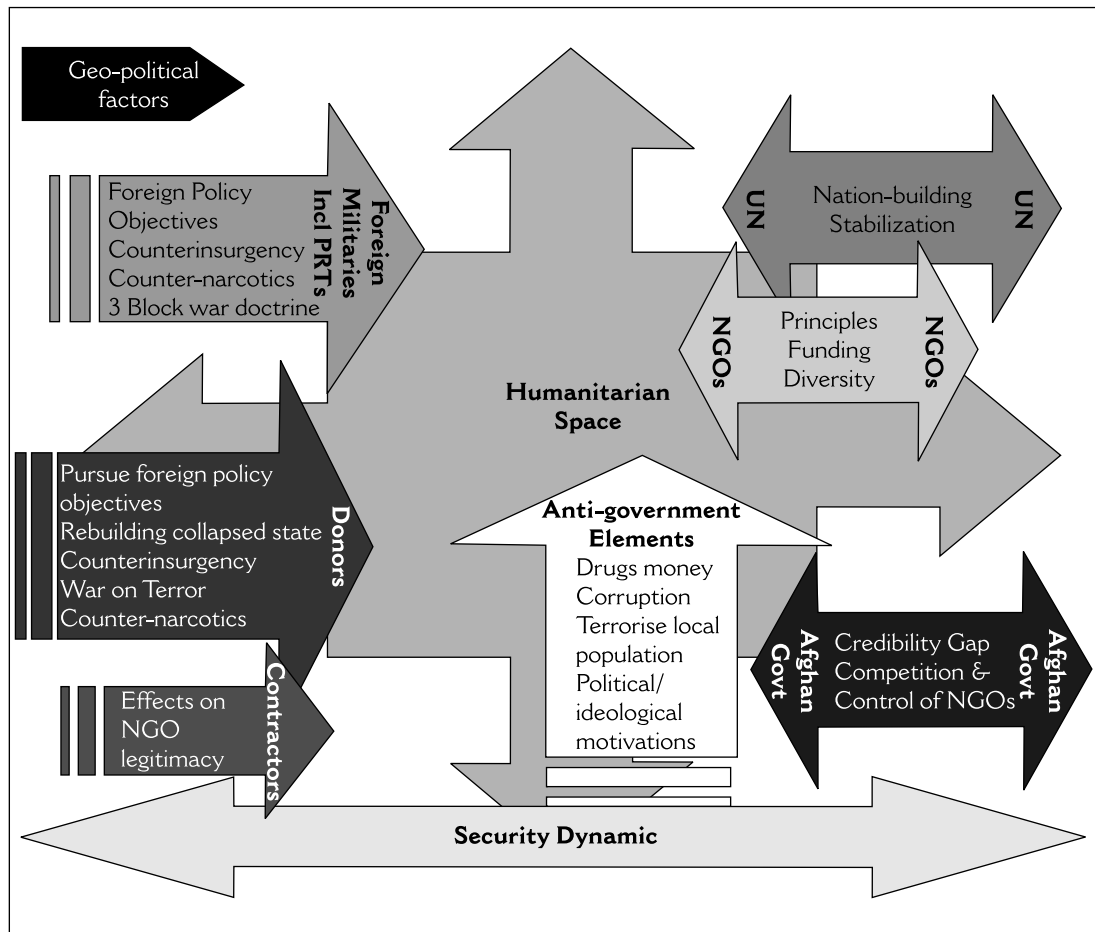 Geo-political
factors
Foreign Policy
Objectives
Counterinsurgency
Counter-narcotics
3 Block war doctrine
Foreign
Militaries
Incl PRTs
UN
Nation-building
Stabilization
UN
NGOs
Principles
Funding
Diversity
NGOs
Humanitarian
Space
Pursue foreign policy
objectives
Rebuilding collapsed state
Counterinsurgency
War on Terror
Counter-narcotics
Donors
Anti-government
Elements
Drugs money
Corruption
Terrorise local
population
Political/
ideological
motivations
Afghan
Govt
Credibility Gap
Competition &
Control of NGOs
Afghan
Govt
Effects on
NGO
legitimacy
Contractors
Security Dynamic